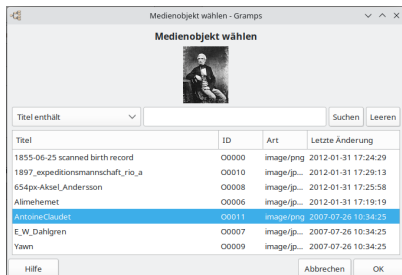 Medienobjekt wählen - Gramps
Medienobjekt wählen
Titel enthält Suchen Leeren
Titel ID Art Letzte Änderung
1855-06-25 scanned birth record O0000 image/png 2012-01-31 17:24:29
1897_expeditionsmannschaft_rio_a O0010 image/jp... 2012-01-31 17:29:13
654px-Aksel_Andersson O0008 image/jp... 2012-01-31 17:25:58
Alimehemet O0006 image/jp... 2012-01-31 17:19:19
AntoineClaudet O0011 image/png 2007-07-26 10:34:25
E_W_Dahlgren O0007 image/jp... 2007-07-26 10:34:25
Yawn O0009 image/jp... 2007-07-26 10:34:25
Hilfe Abbrechen OK